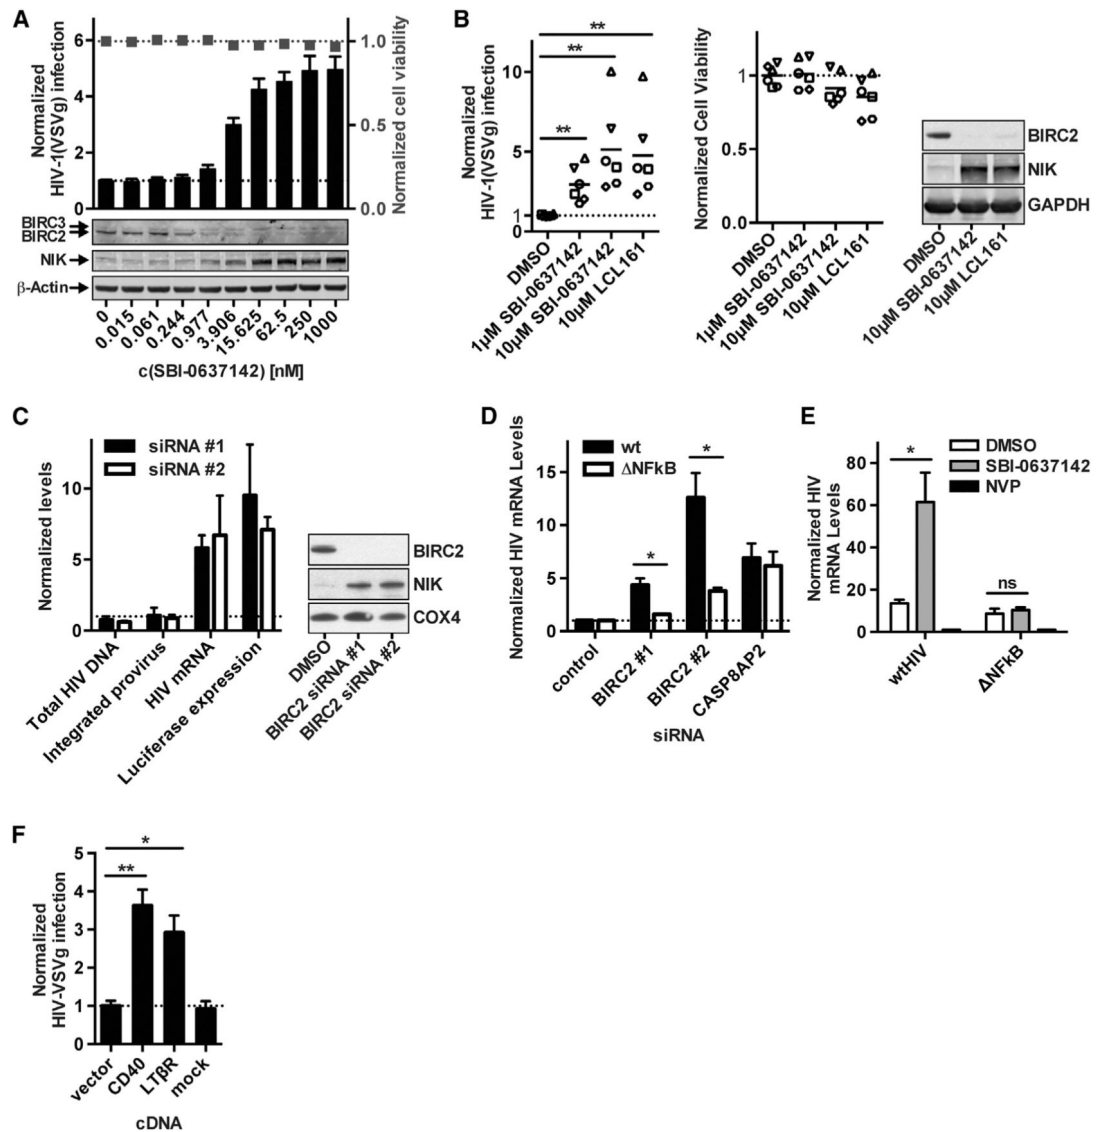 A
Normalized
HIV-1(VSVg) infection
6
4
2
0
1.0
0.5
0.0
Normalized cell viability
BIRC3
BIRC2
NIK
β-Actin
0
0.015
0.061
0.244
0.977
3.906
15.625
62.5
250
1000
c(SBI-0637142) [nM]
B
Normalized
HIV-1(VSVg) infection
10
5
1
0
**
**
**
DMSO
1µM SBI-0637142
10µM SBI-0637142
10µM LCL161
Normalized Cell Viability
1
0.5
0.0
DMSO
1µM SBI-0637142
10µM SBI-0637142
10µM LCL161
BIRC2
NIK
GAPDH
DMSO
10µM SBI-0637142
10µM LCL161
C
Normalized levels
10
5
0
siRNA #1
siRNA #2
Total HIV DNA
Integrated provirus
HIV mRNA
Luciferase expression
BIRC2
NIK
COX4
DMSO
BIRC2 siRNA #1
BIRC2 siRNA #2
D
Normalized HIV mRNA Levels
15
10
5
0
wt
ΔNFkB
*
*
control
BIRC2 #1
BIRC2 #2
CASP8AP2
siRNA
E
Normalized HIV
mRNA Levels
80
60
40
20
0
DMSO
SBI-0637142
NVP
*
ns
wtHIV
ΔNFkB
F
Normalized
HIV-VSVg infection
5
4
3
2
1
0
*
**
vector
CD40
LTβR
mock
cDNA